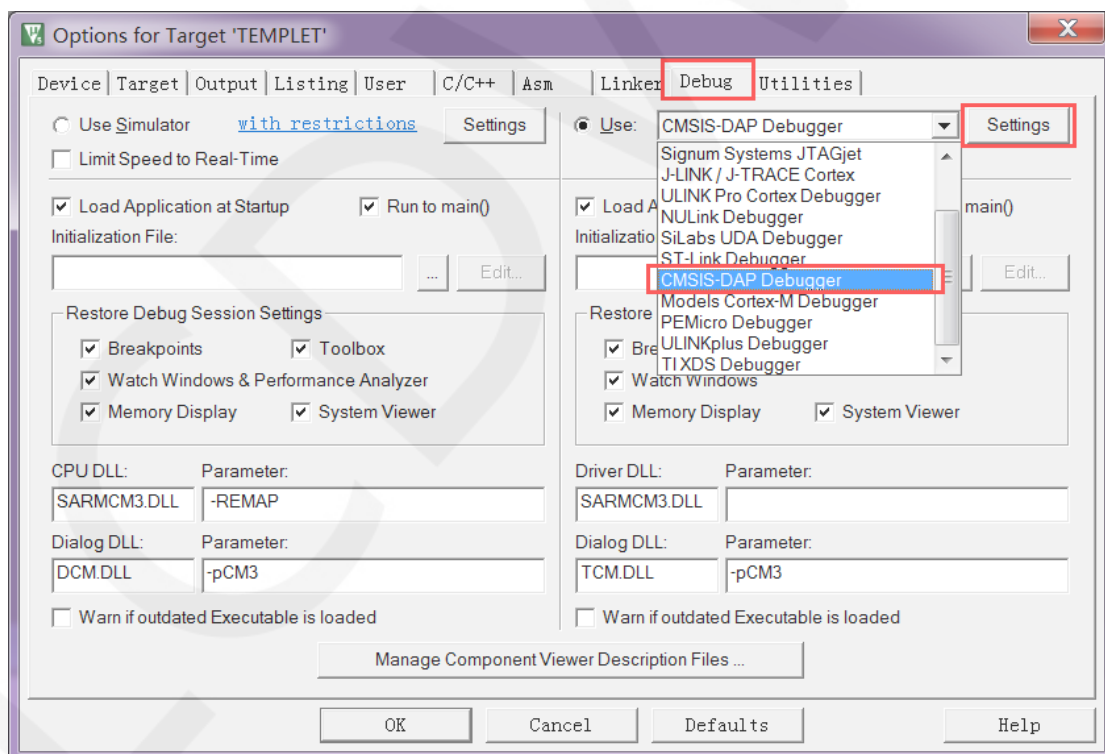 Options for Target 'TEMPLET'
Device Target Output Listing User C/C++ Asm Linker Debug Utilities
Use Simulator with restrictions Settings Use: CMSIS-DAP Debugger Settings
Limit Speed to Real-Time
Signum Systems JTAGjet
J-LINK / J-TRACE Cortex
ULINK Pro Cortex Debugger
NULink Debugger
SiLabs UDA Debugger
ST-Link Debugger
CMSIS-DAP Debugger
Models Cortex-M Debugger
PEMicro Debugger
ULINKplus Debugger
TI XDS Debugger
Load Application at Startup Run to main() Load A main()
Initialization File: Initializatio
... Edit... Edit...
Restore Debug Session Settings Restore
Breakpoints Toolbox Bre
Watch Windows & Performance Analyzer Watch Windows
Memory Display System Viewer Memory Display System Viewer
CPU DLL: Parameter: Driver DLL: Parameter:
SARMCM3.DLL -REMAP SARMCM3.DLL
Dialog DLL: Parameter: Dialog DLL: Parameter:
DCM.DLL -pCM3 TCM.DLL -pCM3
Warn if outdated Executable is loaded Warn if outdated Executable is loaded
Manage Component Viewer Description Files ...
OK Cancel Defaults Help